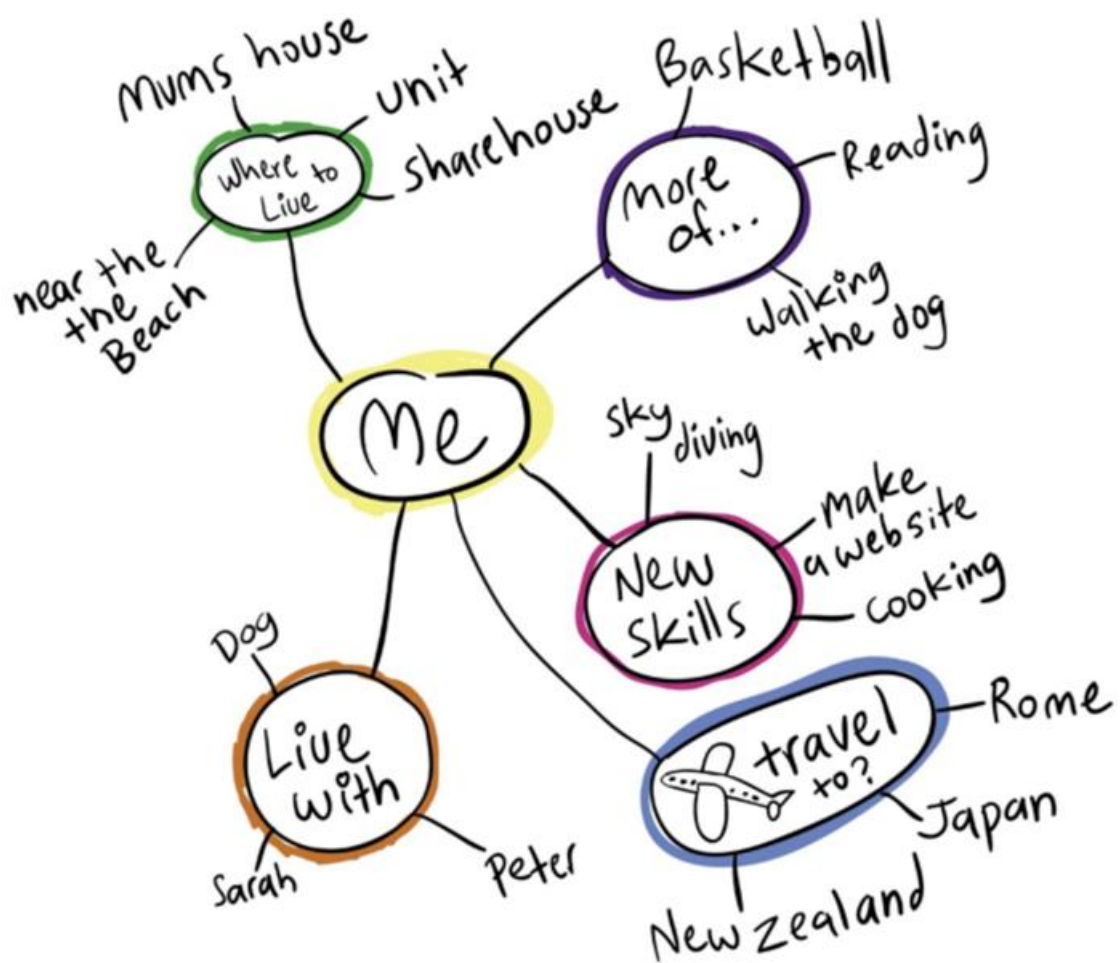 Mums house
unit
sharehouse
Where to
Live
near the
the
Beach
Basketball
Reading
More
of...
Walking
the dog
Me
sky
diving
Make
a website
cooking
New
Skills
Dog
Live
with
Sarah
Peter
travel
to?
Rome
Japan
New Zealand